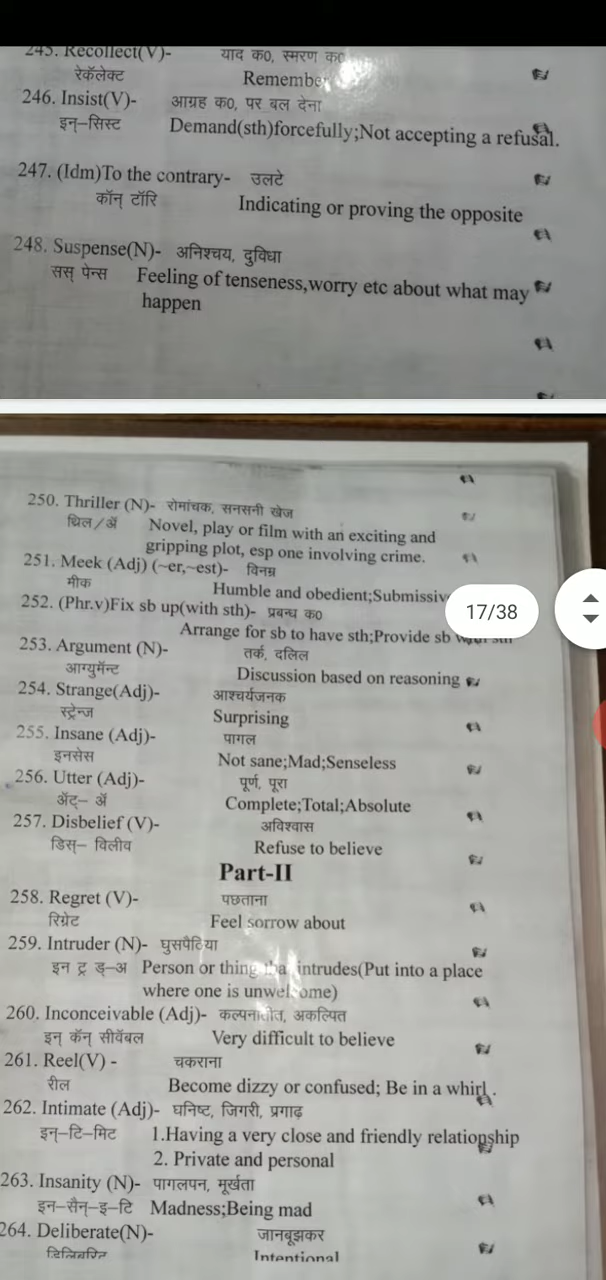 245. Recollect(V)- याद क0, स्मरण क0
रेकॅलेक्ट Remember
246. Insist(V)- आग्रह क0, पर बल देना
इन्-सिस्ट Demand(sth)forcefully;Not accepting a refusal.
247. (Idm)To the contrary- उलटे
कॉन् टॉरि Indicating or proving the opposite
248. Suspense(N)- अनिश्चय, दुविधा
सस् पेन्स Feeling of tenseness,worry etc about what may
happen
250. Thriller (N)- रोमांचक, सनसनी खेज
थ्रिल/ॲ Novel, play or film with an exciting and
gripping plot, esp one involving crime.
251. Meek (Adj) (~er,~est)- विनम्र
मीक Humble and obedient;Submissive
252. (Phr.v)Fix sb up(with sth)- प्रबन्ध क0
17/38
Arrange for sb to have sth;Provide sb with sth
253. Argument (N)- तर्क, दलिल
आग्युमॅन्ट Discussion based on reasoning
254. Strange(Adj)- आश्चर्यजनक
स्ट्रेन्ज Surprising
255. Insane (Adj)- पागल
इनसेस Not sane;Mad;Senseless
256. Utter (Adj)- पूर्ण, पूरा
ॲट्- ॲ Complete;Total;Absolute
257. Disbelief (V)- अविश्वास
डिस्- विलीव Refuse to believe
Part-II
258. Regret (V)- पछताना
रिग्रेट Feel sorrow about
259. Intruder (N)- घुसपैठिया
इन ट्र ड्-अ Person or thing that intrudes(Put into a place
where one is unwelcome)
260. Inconceivable (Adj)- कल्पनातीत, अकल्पित
इन् कॅन् सीवॅबल Very difficult to believe
261. Reel(V) - चकराना
रील Become dizzy or confused; Be in a whirl .
262. Intimate (Adj)- घनिष्ट, जिगरी, प्रगाढ़
इन्-टि-मिट 1.Having a very close and friendly relationship
2. Private and personal
263. Insanity (N)- पागलपन, मूर्खता
इन-सैन्-इ-टि Madness;Being mad
264. Deliberate(N)- जानबूझकर
डिलिबरिट Intentional